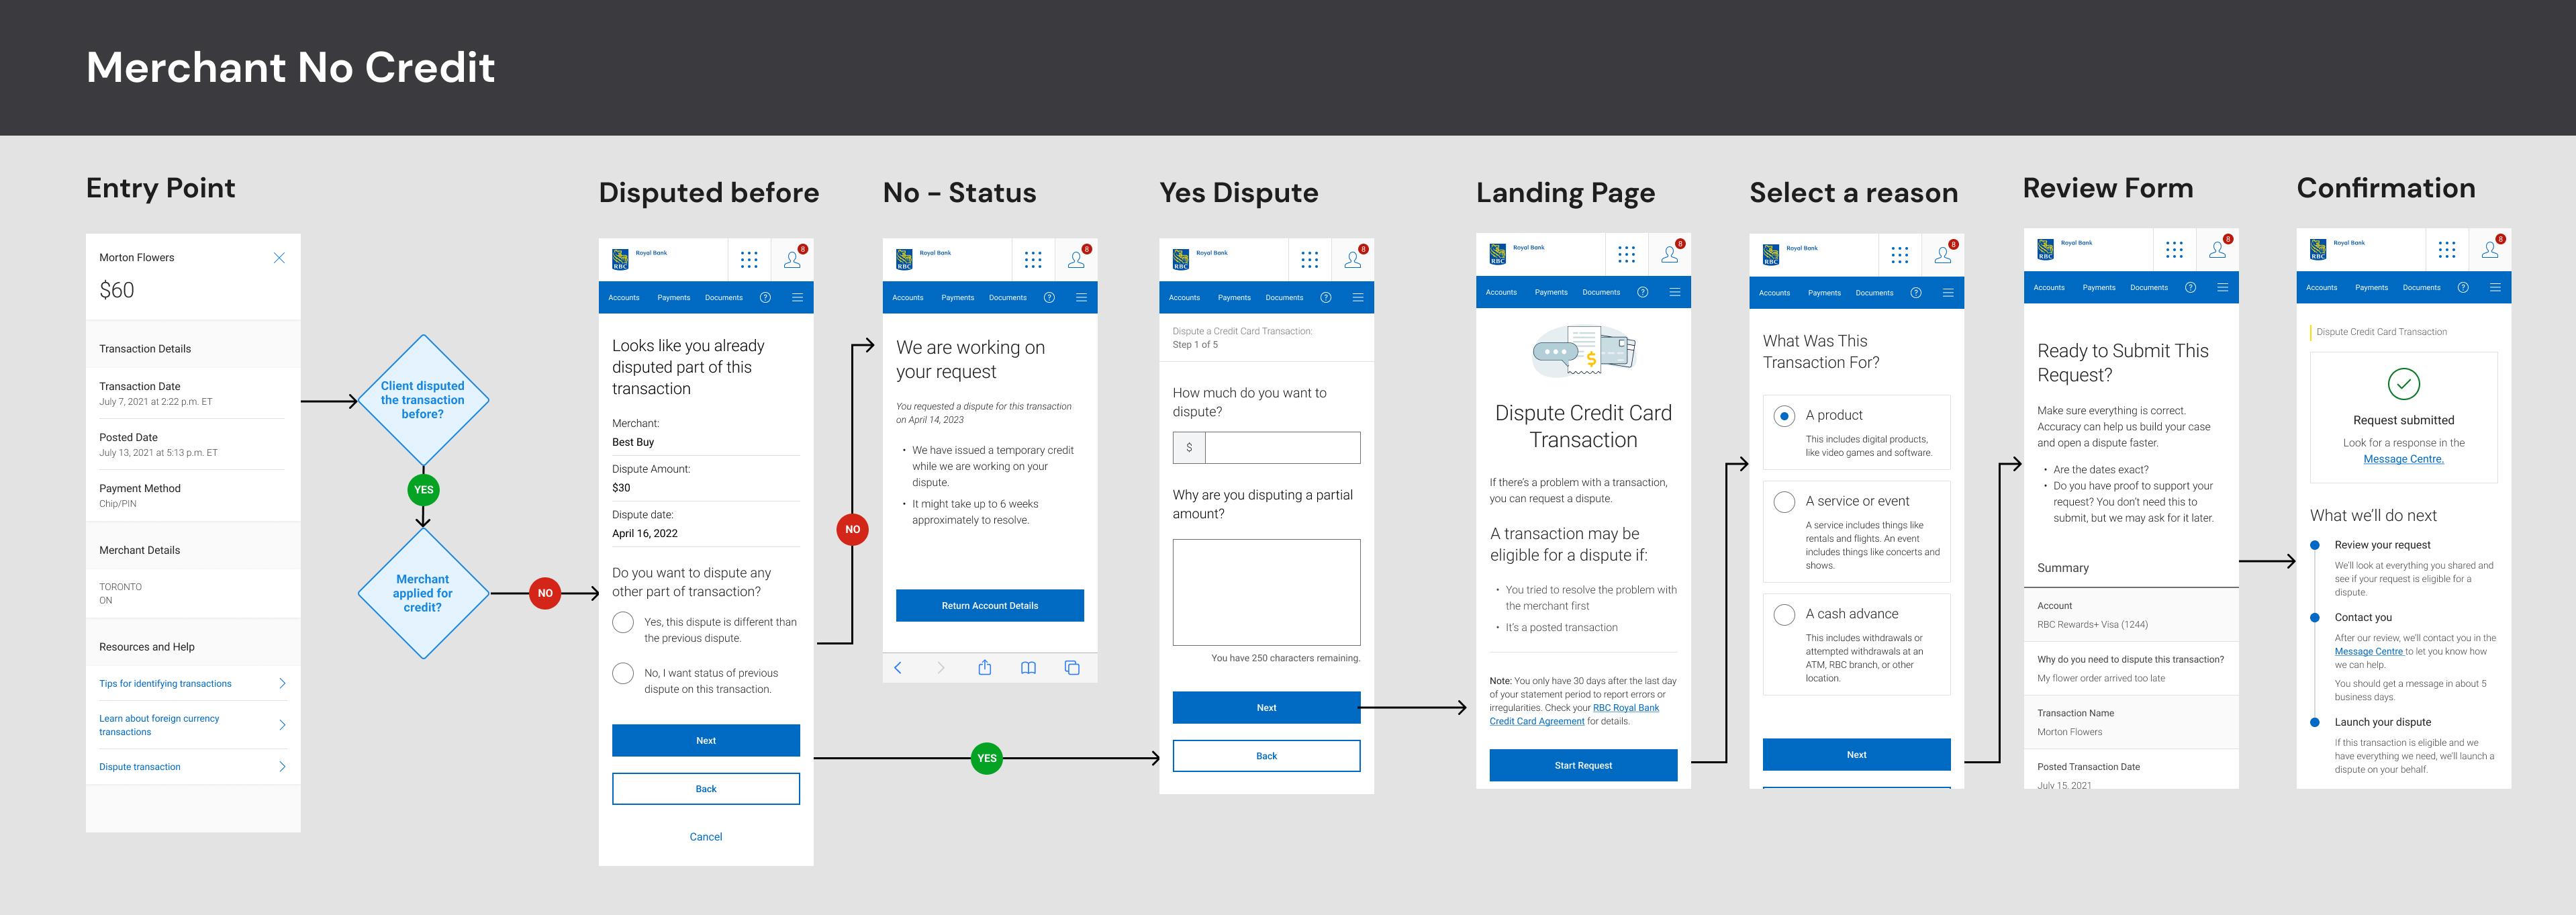 Merchant No Credit
Entry Point
Morton Flowers
$60
Transaction Details
Transaction Date
July 7, 2021 at 2:22 p.m. ET
Posted Date
July 13, 2021 at 5:13 p.m. ET
Payment Method
Chip/PIN
Merchant Details
TORONTO
ON
Resources and Help
Tips for identifying transactions
Learn about foreign currency
transactions
Dispute transaction
Client disputed
the transaction
before?
YES
Merchant
applied for
credit?
NO
Disputed before
RBC
Royal Bank
8
Accounts Payments Documents ?
Looks like you already
disputed part of this
transaction
Merchant:
Best Buy
Dispute Amount:
$30
Dispute date:
April 16, 2022
Do you want to dispute any
other part of transaction?
Yes, this dispute is different than
the previous dispute.
No, I want status of previous
dispute on this transaction.
Next
Back
Cancel
NO
YES
No - Status
RBC
Royal Bank
8
Accounts Payments Documents ?
We are working on
your request
You requested a dispute for this transaction
on April 14, 2023
• We have issued a temporary credit
while we are working on your
dispute.
• It might take up to 6 weeks
approximately to resolve.
Return Account Details
Yes Dispute
RBC
Royal Bank
8
Accounts Payments Documents ?
Dispute a Credit Card Transaction:
Step 1 of 5
How much do you want to
dispute?
$
Why are you disputing a partial
amount?
You have 250 characters remaining.
Next
Back
Landing Page
RBC
Royal Bank
8
Accounts Payments Documents ?
$
Dispute Credit Card
Transaction
If there's a problem with a transaction,
you can request a dispute.
A transaction may be
eligible for a dispute if:
• You tried to resolve the problem with
the merchant first
• It's a posted transaction
Note: You only have 30 days after the last day
of your statement period to report errors or
irregularities. Check your RBC Royal Bank
Credit Card Agreement for details.
Start Request
Select a reason
RBC
Royal Bank
8
Accounts Payments Documents ?
What Was This
Transaction For?
A product
This includes digital products,
like video games and software.
A service or event
A service includes things like
rentals and flights. An event
includes things like concerts and
shows.
A cash advance
This includes withdrawals or
attempted withdrawals at an
ATM, RBC branch, or other
location.
Next
Review Form
RBC
Royal Bank
8
Accounts Payments Documents ?
Ready to Submit This
Request?
Make sure everything is correct.
Accuracy can help us build your case
and open a dispute faster.
• Are the dates exact?
• Do you have proof to support your
request? You don't need this to
submit, but we may ask for it later.
Summary
Account
RBC Rewards+ Visa (1244)
Why do you need to dispute this transaction?
My flower order arrived too late
Transaction Name
Morton Flowers
Posted Transaction Date
July 15, 2021
Confirmation
RBC
Royal Bank
8
Accounts Payments Documents ?
Dispute Credit Card Transaction
Request submitted
Look for a response in the
Message Centre.
What we'll do next
Review your request
We'll look at everything you shared and
see if your request is eligible for a
dispute.
Contact you
After our review, we'll contact you in the
Message Centre to let you know how
we can help.
You should get a message in about 5
business days.
Launch your dispute
If this transaction is eligible and we
have everything we need, we'll launch a
dispute on your behalf.